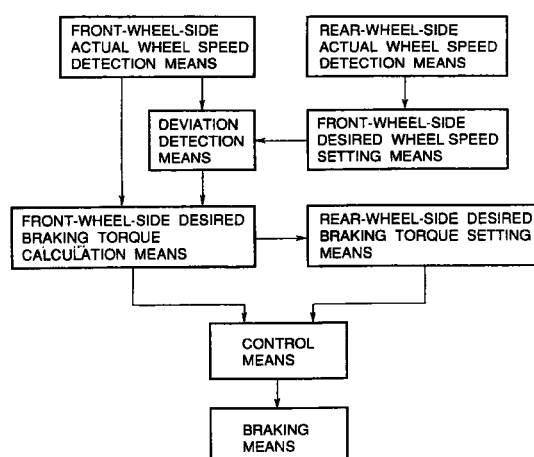 FRONT-WHEEL-SIDE
ACTUAL WHEEL SPEED
DETECTION MEANS
REAR-WHEEL-SIDE
ACTUAL WHEEL SPEED
DETECTION MEANS
DEVIATION
DETECTION
MEANS
FRONT-WHEEL-SIDE
DESIRED WHEEL SPEED
SETTING MEANS
FRONT-WHEEL-SIDE DESIRED
BRAKING TORQUE
CALCULATION MEANS
REAR-WHEEL-SIDE DESIRED
BRAKING TORQUE SETTING
MEANS
CONTROL
MEANS
BRAKING
MEANS